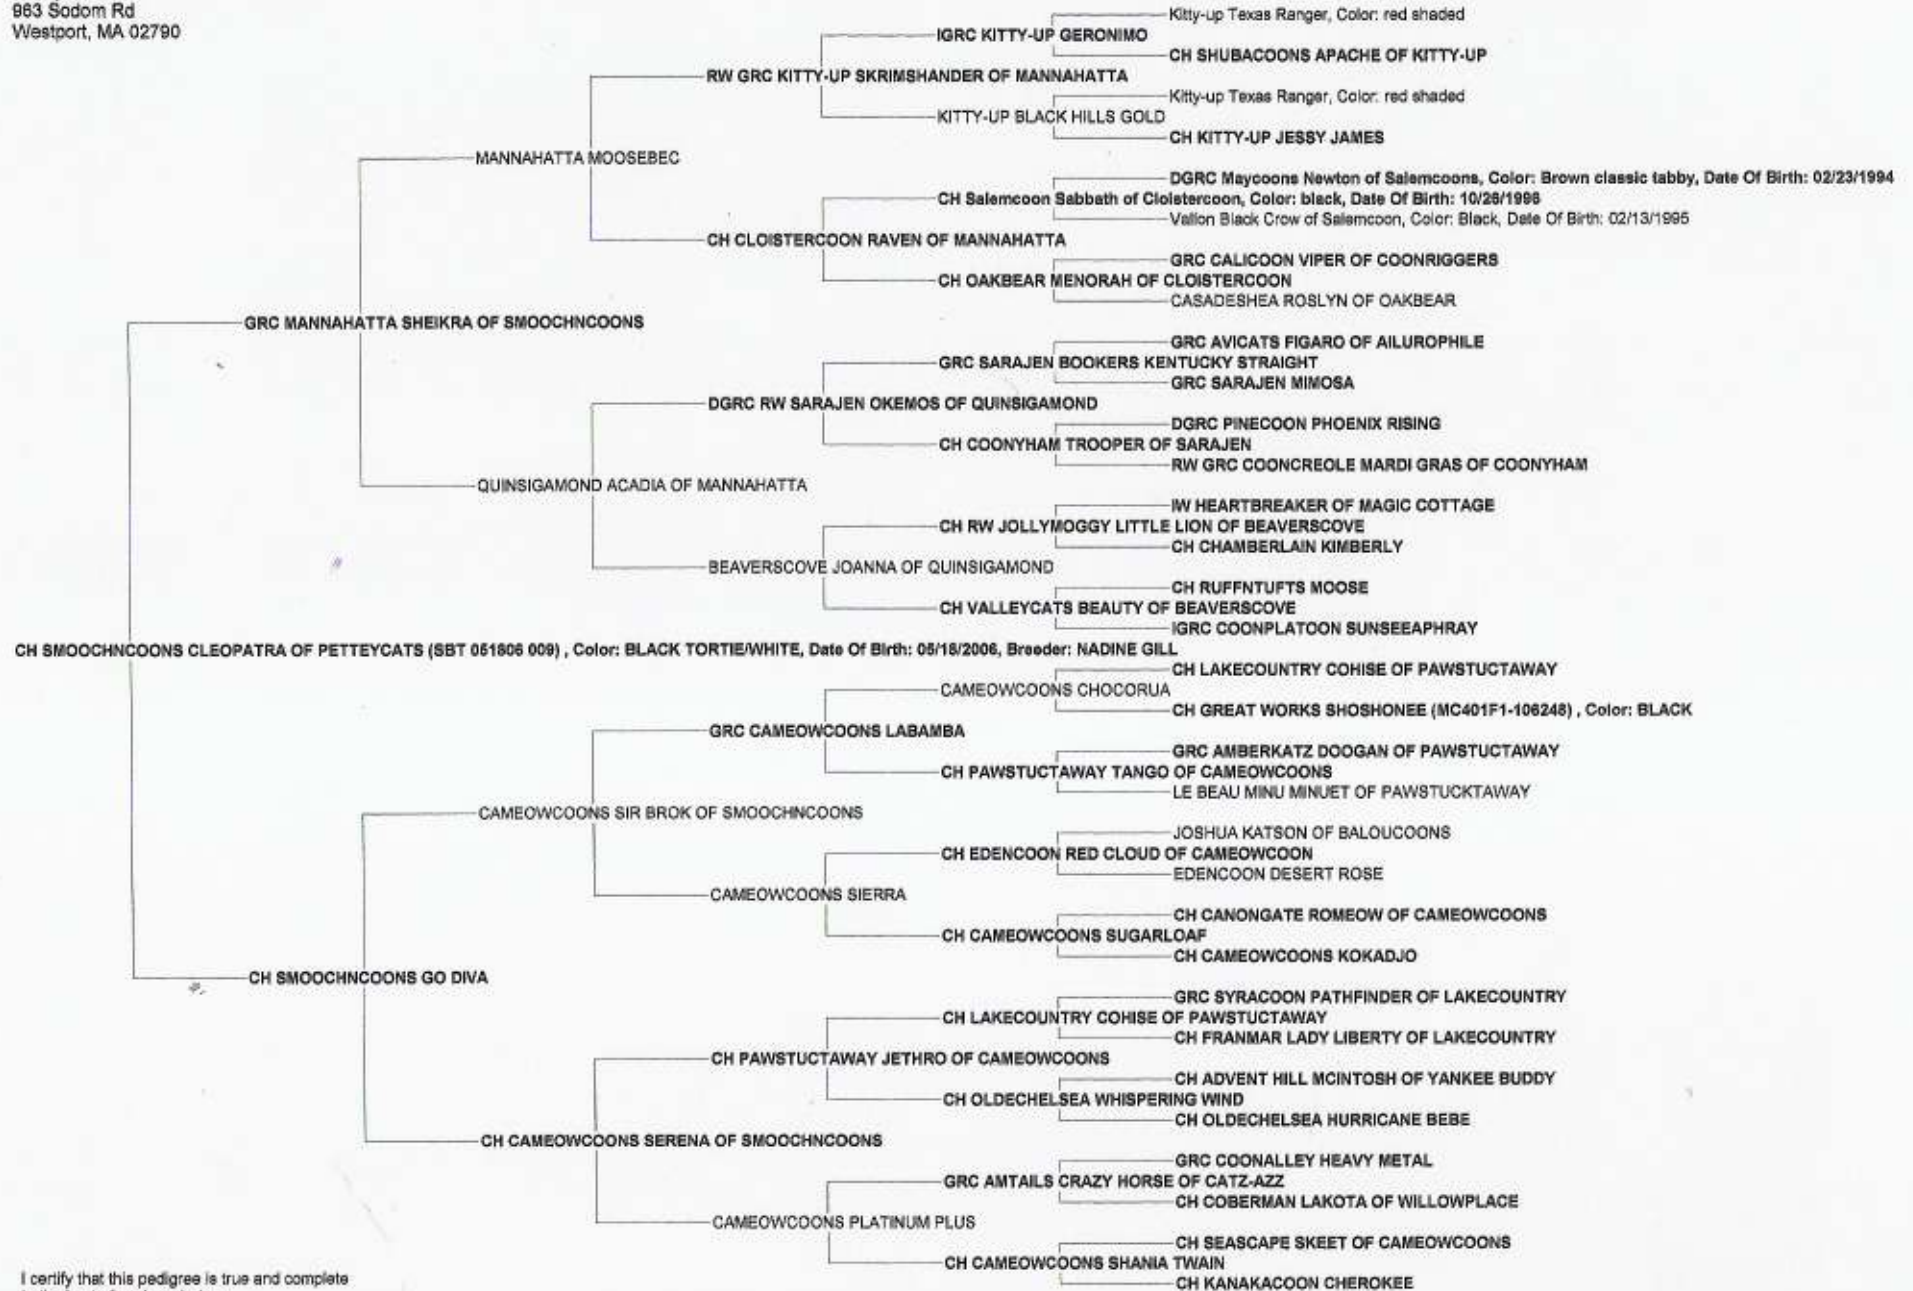 963 Sodom Rd
Westport, MA 02790
Kitty-up Texas Ranger, Color: red shaded
IGRC KITTY-UP GERONIMO
CH SHUBACOONS APACHE OF KITTY-UP
RW GRC KITTY-UP SKRIMSHANDER OF MANNAHATTA
Kitty-up Texas Ranger, Color: red shaded
KITTY-UP BLACK HILLS GOLD
CH KITTY-UP JESSY JAMES
MANNAHATTA MOOSEBEC
DGRC Maycoons Newton of Salemcoons, Color: Brown classic tabby, Date Of Birth: 02/23/1994
CH Salemcoon Sabbath of Cloistercoon, Color: black, Date Of Birth:
Vallon Black Crow of Salemcoon, Color: Black, Date Of Birth: 02/13/1995
CH CLOISTERCOON RAVEN OF MANNAHATTA
GRC CALICOON VIPER OF COONRIGGERS
CH OAKBEAR MENORAH OF CLOISTERCOON
CASADESHEA ROSLYN OF OAKBEAR
GRC MANNAHATTA SHEIKRA OF SMOOCHNCOONS
GRC AVICATS FIGARO OF AILUROPHILE
GRC SARAJEN BOOKERS KENTUCKY STRAIGHT
GRC SARAJEN MIMOSA
DGRC RW SARAJEN OKEMOS OF QUINSIGAMOND
DGRC PINECOON PHOENIX RISING
CH COONYHAM TROOPER OF SARAJEN
RW GRC COONCREOLE MARDI GRAS OF COONYHAM
QUINSIGAMOND ACADIA OF MANNAHATTA
IW HEARTBREAKER OF MAGIC COTTAGE
CH RW JOLLYMOGGY LITTLE LION OF BEAVERSCOVE
CH CHAMBERLAIN KIMBERLY
BEAVERSCOVE JOANNA OF QUINSIGAMOND
CH RUFFNTUFTS MOOSE
CH VALLEYCATS BEAUTY OF BEAVERSCOVE
IGRC COONPLATOON SUNSEEAPHRAY
CH SMOOCHNCOONS CLEOPATRA OF PETTEYCATS (SBT 051806 009) , Color: BLACK TORTIE/WHITE, Date Of Birth: 05/18/2006, Breeder: NADINE GILL
CH LAKECOUNTRY COHISE OF PAWSTUCTAWAY
CAMEOWCOONS CHOCORUA
CH GREAT WORKS SHOSHONEE (MC401F1-106248) , Color: BLACK
GRC CAMEOWCOONS LABAMBA
GRC AMBERKATZ DOOGAN OF PAWSTUCTAWAY
CH PAWSTUCTAWAY TANGO OF CAMEOWCOONS
LE BEAU MINU MINUET OF PAWSTUCKTAWAY
CAMEOWCOONS SIR BROK OF SMOOCHNCOONS
JOSHUA KATSON OF BALOUCOONS
CH EDENCOON RED CLOUD OF CAMEOWCOON
EDENCOON DESERT ROSE
CAMEOWCOONS SIERRA
CH CANONGATE ROMEOW OF CAMEOWCOONS
CH CAMEOWCOONS SUGARLOAF
CH CAMEOWCOONS KOKADJO
CH SMOOCHNCOONS GO DIVA
GRC SYRACOON PATHFINDER OF LAKECOUNTRY
CH LAKECOUNTRY COHISE OF PAWSTUCTAWAY
CH FRANMAR LADY LIBERTY OF LAKECOUNTRY
CH PAWSTUCTAWAY JETHRO OF CAMEOWCOONS
CH ADVENT HILL MCINTOSH OF YANKEE BUDDY
CH OLDECHELSEA WHISPERING WIND
CH OLDECHELSEA HURRICANE BEBE
CH CAMEOWCOONS SERENA OF SMOOCHNCOONS
GRC COONALLEY HEAVY METAL
GRC AMTAILS CRAZY HORSE OF CATZ-AZZ
CH COBERMAN LAKOTA OF WILLOWPLACE
CAMEOWCOONS PLATINUM PLUS
CH SEASCAPE SKEET OF CAMEOWCOONS
CH CAMEOWCOONS SHANIA TWAIN
CH KANAKACOON CHEROKEE
I certify that this pedigree is true and complete